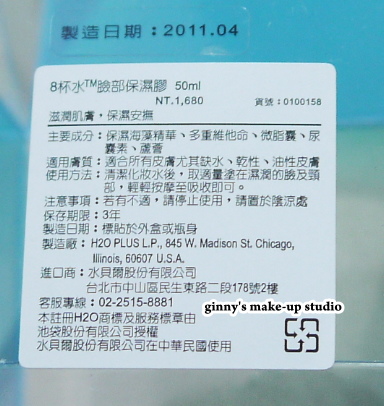 製造日期：2011.04
8杯水™臉部保濕膠 50ml
NT.1,680 貨號：0100158
滋潤肌膚，保濕安撫
主要成分：保濕海藻精華、多重維他命、微脂囊、尿
囊素、蘆薈
適用膚質：適合所有皮膚尤其缺水、乾性、油性皮膚
使用方法：清潔化妝水後，取適量塗在濕潤的臉及頸
部，輕輕按摩至吸收即可。
注意事項：若有不適，請停止使用，請置於陰涼處
保存期限：3年
製造日期：標貼於外盒或瓶身
製造廠：H2O PLUS L.P., 845 W. Madison St. Chicago,
Illinois, 60607 U.S.A.
進口商：水貝爾股份有限公司
台北市中山區民生東路二段178號2樓
客服專線：02-2515-8881
ginny's make-up studio
本註冊H2O商標及服務標章由
池袋股份有限公司授權
水貝爾股份有限公司在中華民國使用